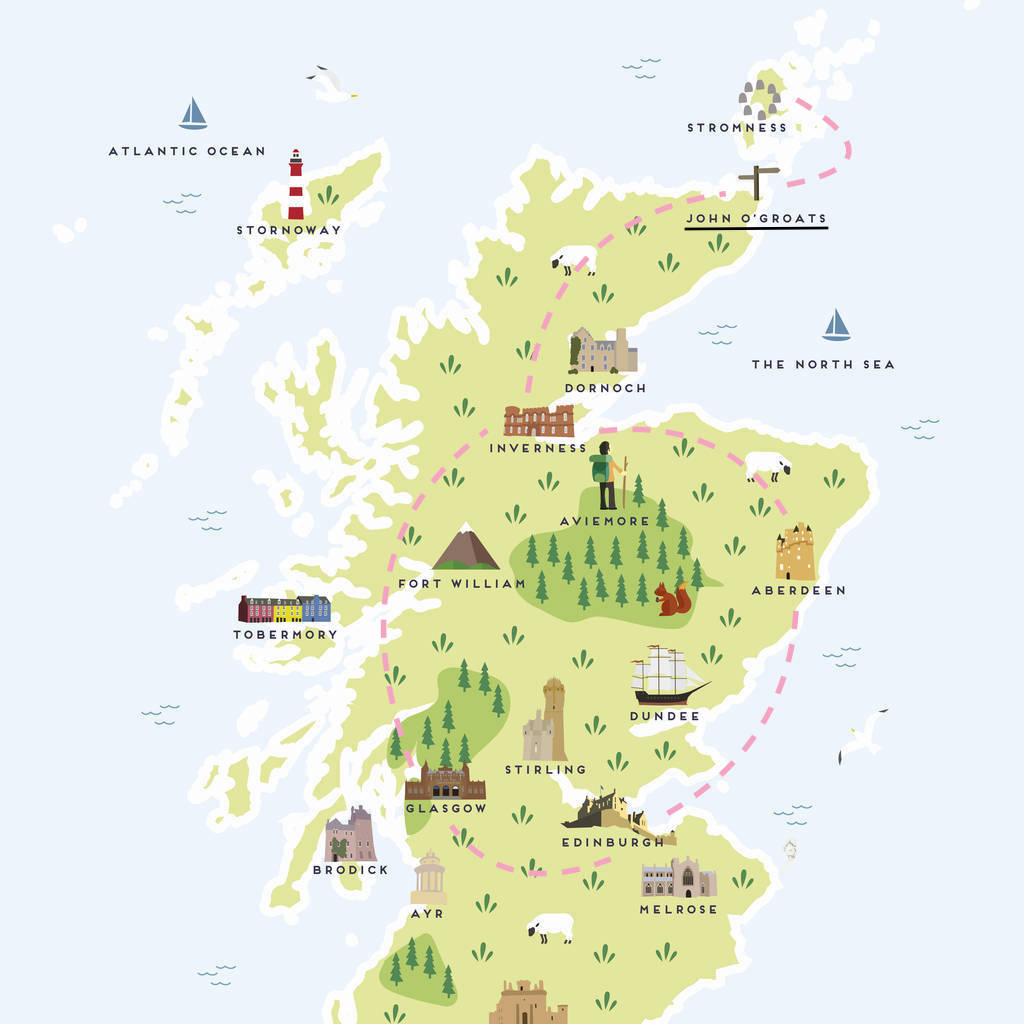 STROMNESS
ATLANTIC OCEAN
JOHN O'GROATS
STORNOWAY
THE NORTH SEA
DORNOCH
INVERNESS
AVIEMORE
FORT WILLIAM
ABERDEEN
TOBERMORY
DUNDEE
STIRLING
GLASGOW
EDINBURGH
BRODICK
MELROSE
AYR